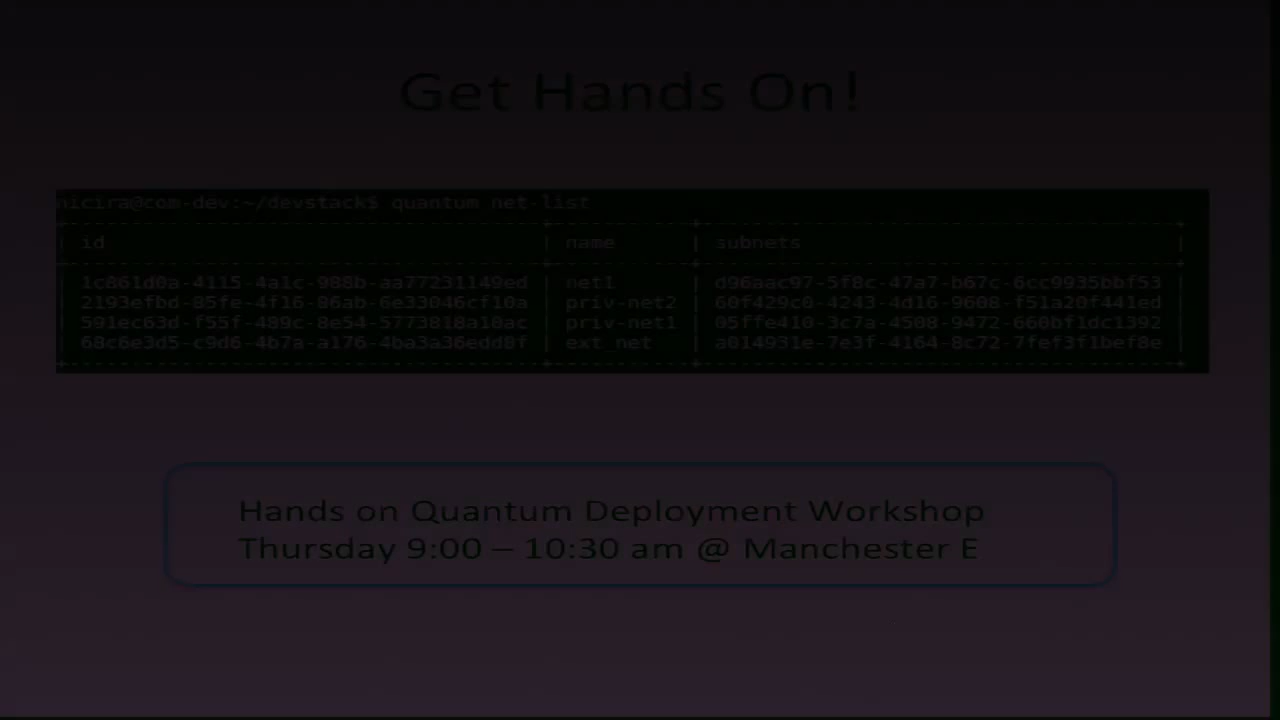 Get Hands On!
nicira@com-dev:~/devstack$ quantum net-list
| id | name | subnets |
| 1c861d0a-4115-4a1c-988b-aa77231149ed | net1 | d96aac97-5f8c-47a7-b67c-6cc9935bbf53 |
| 2193efbd-85fe-4f16-86ab-6e33046cf10a | priv-net2 | 60f429c0-4243-4d16-9608-f51a20f441ed |
| 591ec63d-f55f-489c-8e54-5773818a10ac | priv-net1 | 05ffe410-3c7a-4508-9472-660bf1dc1392 |
| 68c6e3d5-c9d6-4b7a-a176-4ba3a36edd8f | ext_net | a014931e-7e3f-4164-8c72-7fef3f1bef8e |
Hands on Quantum Deployment Workshop
Thursday 9:00 – 10:30 am @ Manchester E